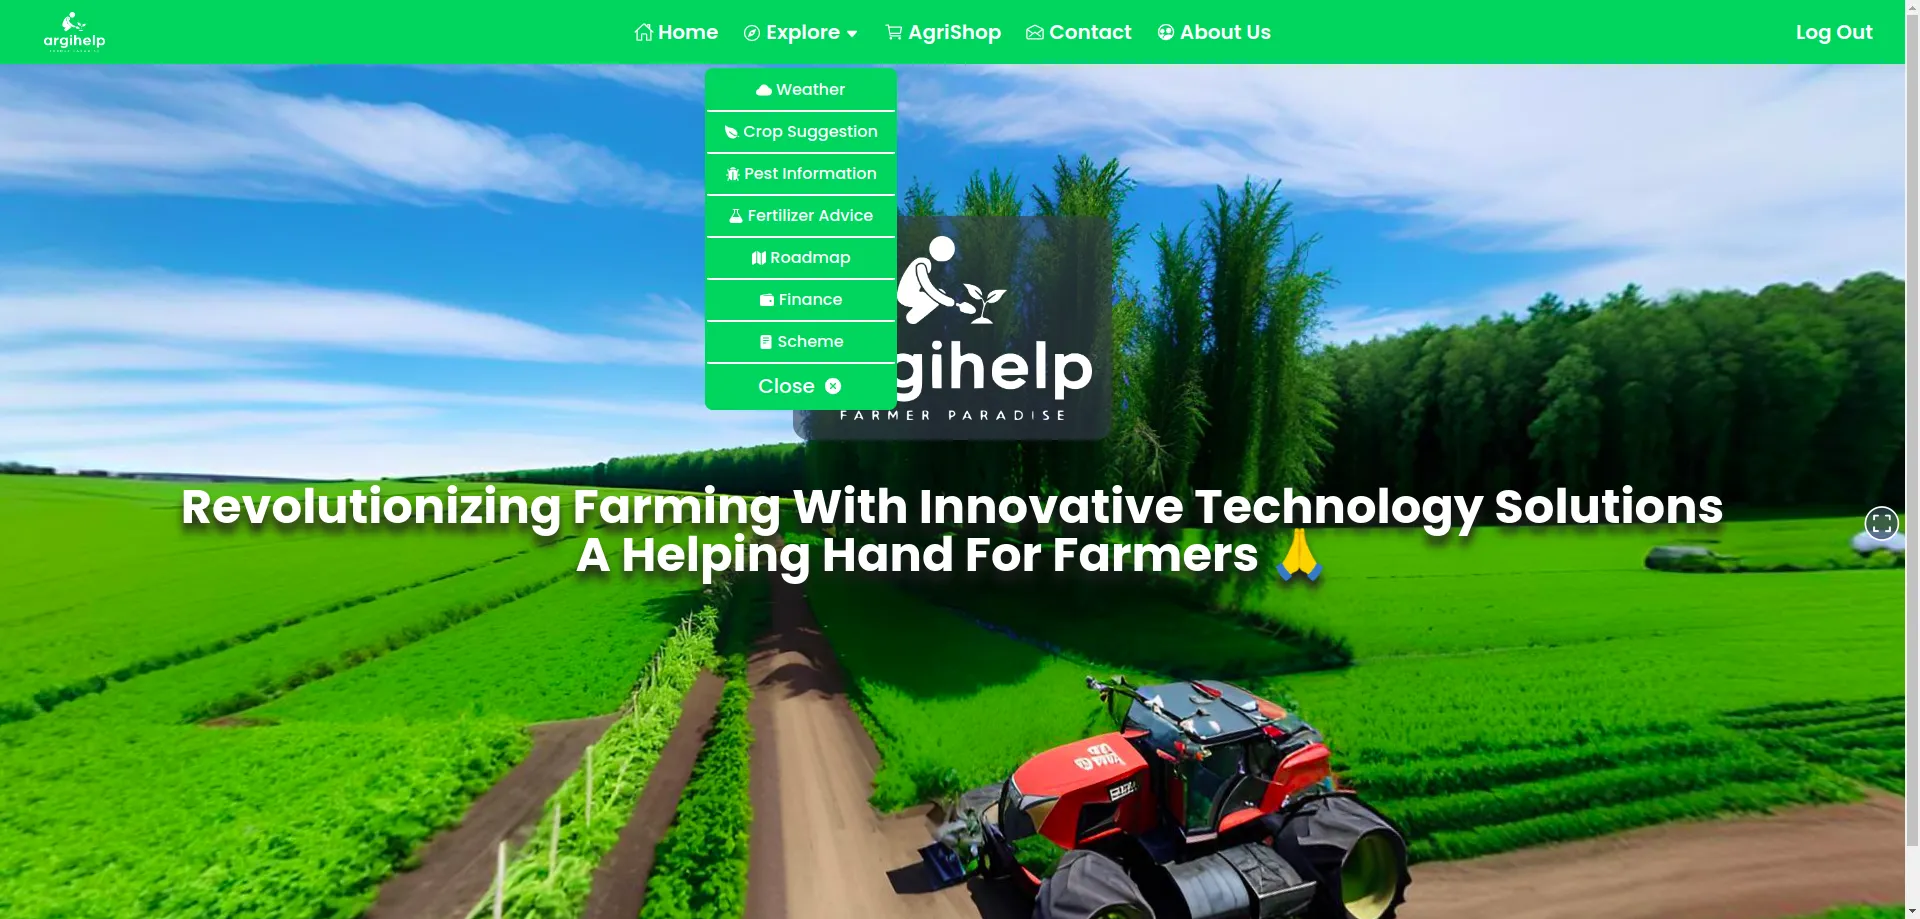 argihelp
Home
Explore
AgriShop
Contact
About Us
Log Out
Weather
Crop Suggestion
Pest Information
Fertilizer Advice
Roadmap
Finance
Scheme
Close
gihelp
FARMER PARADISE
Revolutionizing Farming With Innovative Technology Solutions
A Helping Hand For Farmers 🙏